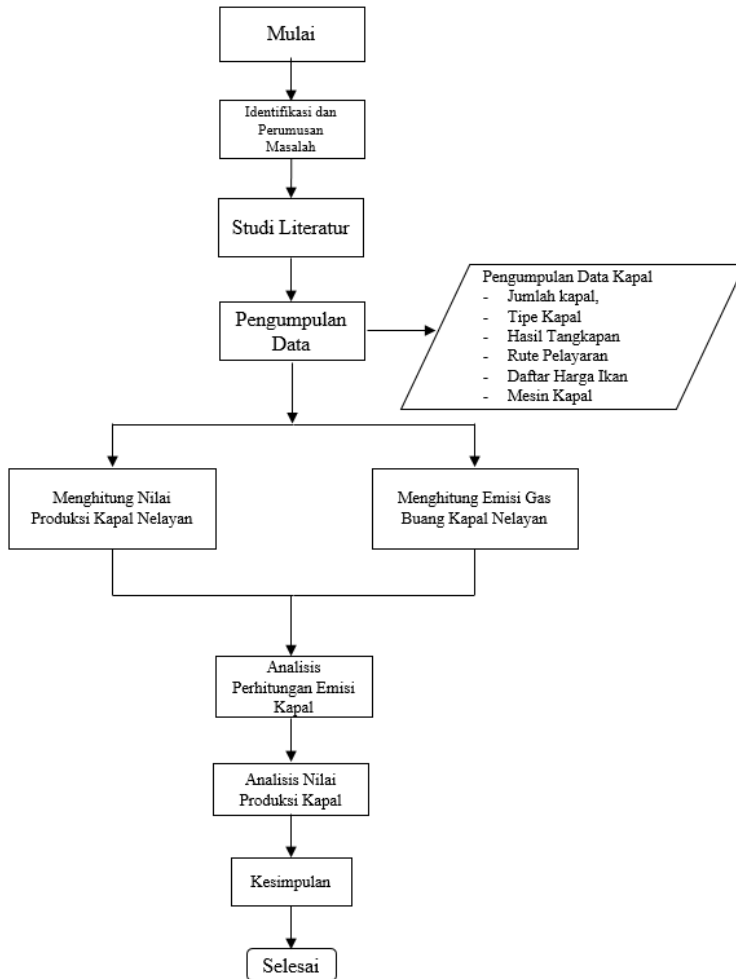 Mulai
Identifikasi dan
Perumusan
Masalah
Studi Literatur
Pengumpulan
Data
Pengumpulan Data Kapal
- Jumlah kapal,
- Tipe Kapal
- Hasil Tangkapan
- Rute Pelayaran
- Daftar Harga Ikan
- Mesin Kapal
Menghitung Nilai
Produksi Kapal Nelayan
Menghitung Emisi Gas
Buang Kapal Nelayan
Analisis
Perhitungan Emisi
Kapal
Analisis Nilai
Produksi Kapal
Kesimpulan
Selesai